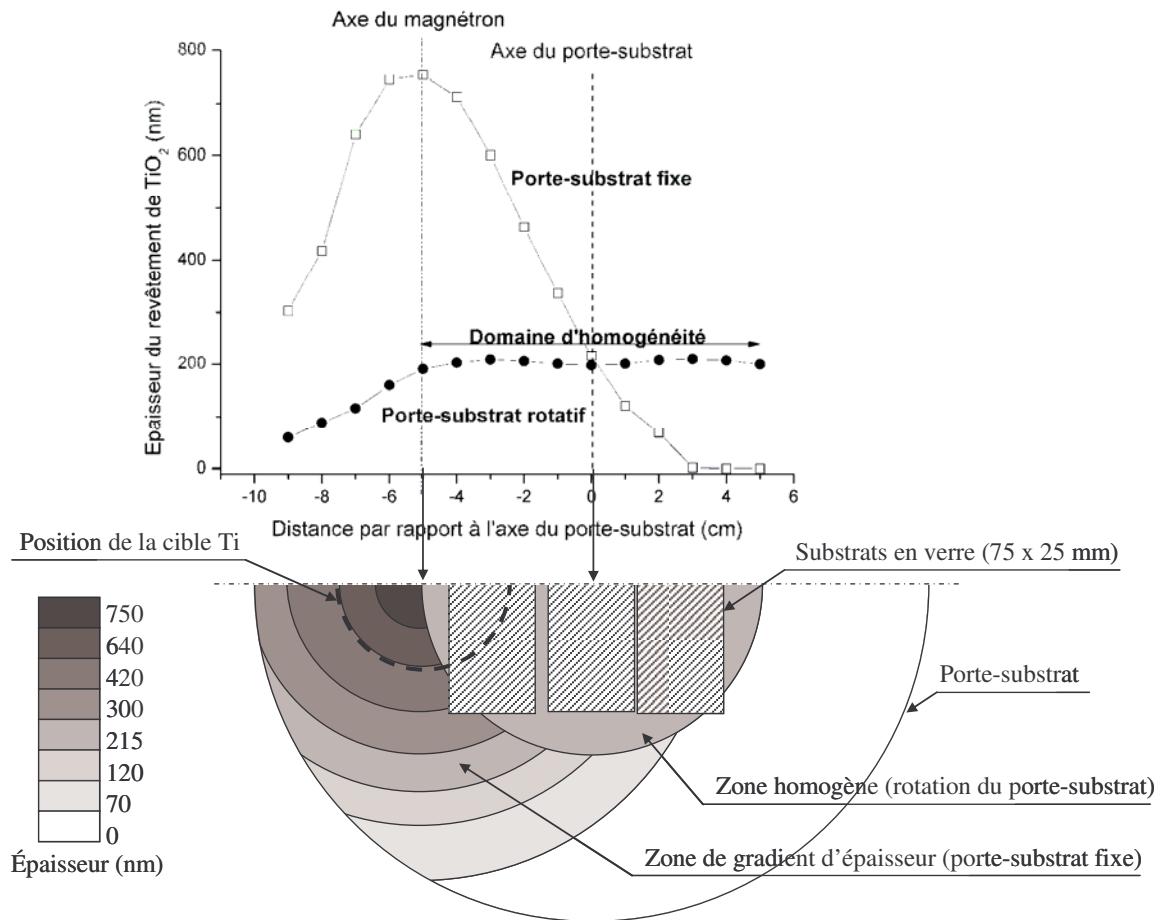 Axe du magnétron
Axe du porte-substrat
800
600
400
200
0
Epaisseur du revêtement de TiO₂ (nm)
Porte-substrat fixe
Domaine d'homogénéité
Porte-substrat rotatif
-10 -8 -6 -4 -2 0 2 4 6
Distance par rapport à l'axe du porte-substrat (cm)
Position de la cible Ti
Substrats en verre (75 x 25 mm)
750
640
420
300
215
120
70
0
Épaisseur (nm)
Porte-substrat
Zone homogène (rotation du porte-substrat)
Zone de gradient d’épaisseur (porte-substrat fixe)